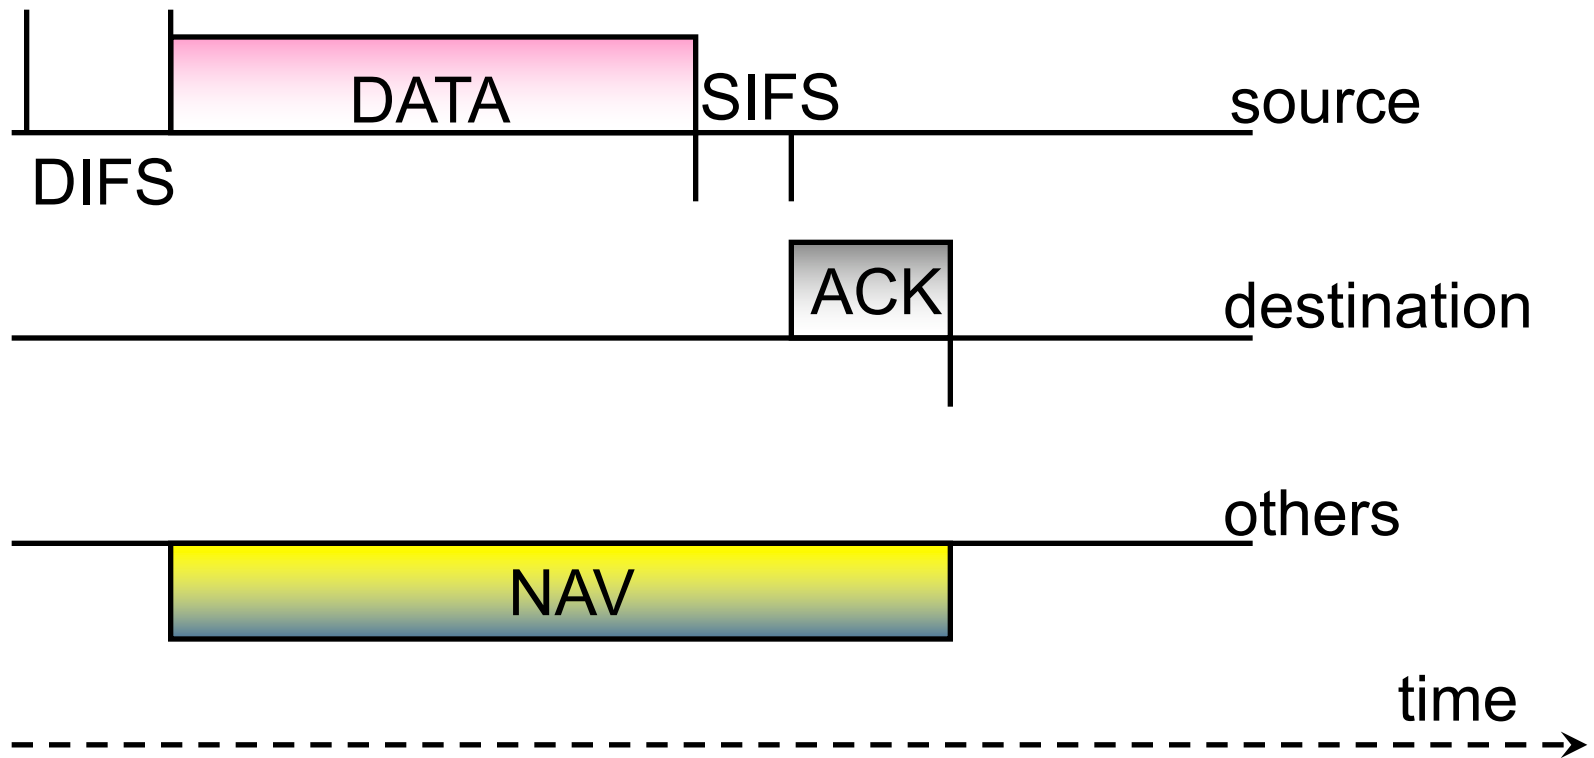 DATA
SIFS
source
DIFS
ACK
destination
others
NAV
time